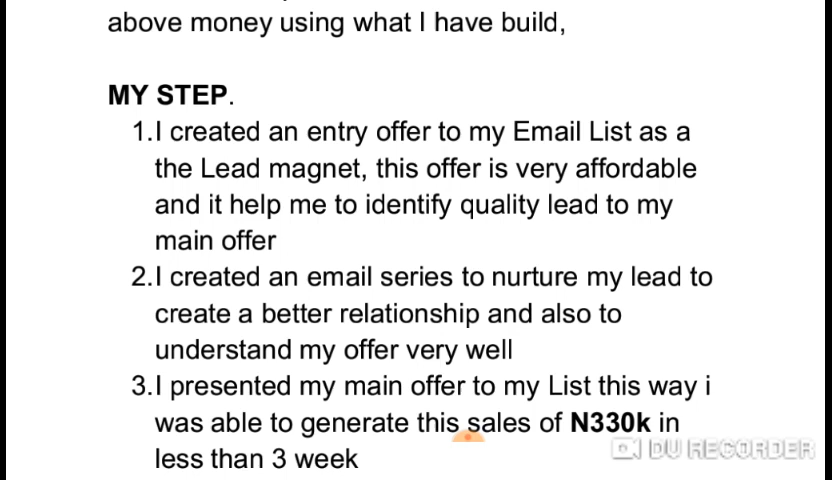 above money using what I have build,
MY STEP.
1.I created an entry offer to my Email List as a
the Lead magnet, this offer is very affordable
and it help me to identify quality lead to my
main offer
2.I created an email series to nurture my lead to
create a better relationship and also to
understand my offer very well
3.I presented my main offer to my List this way i
was able to generate this sales of N330k in
less than 3 week
DU RECORDER